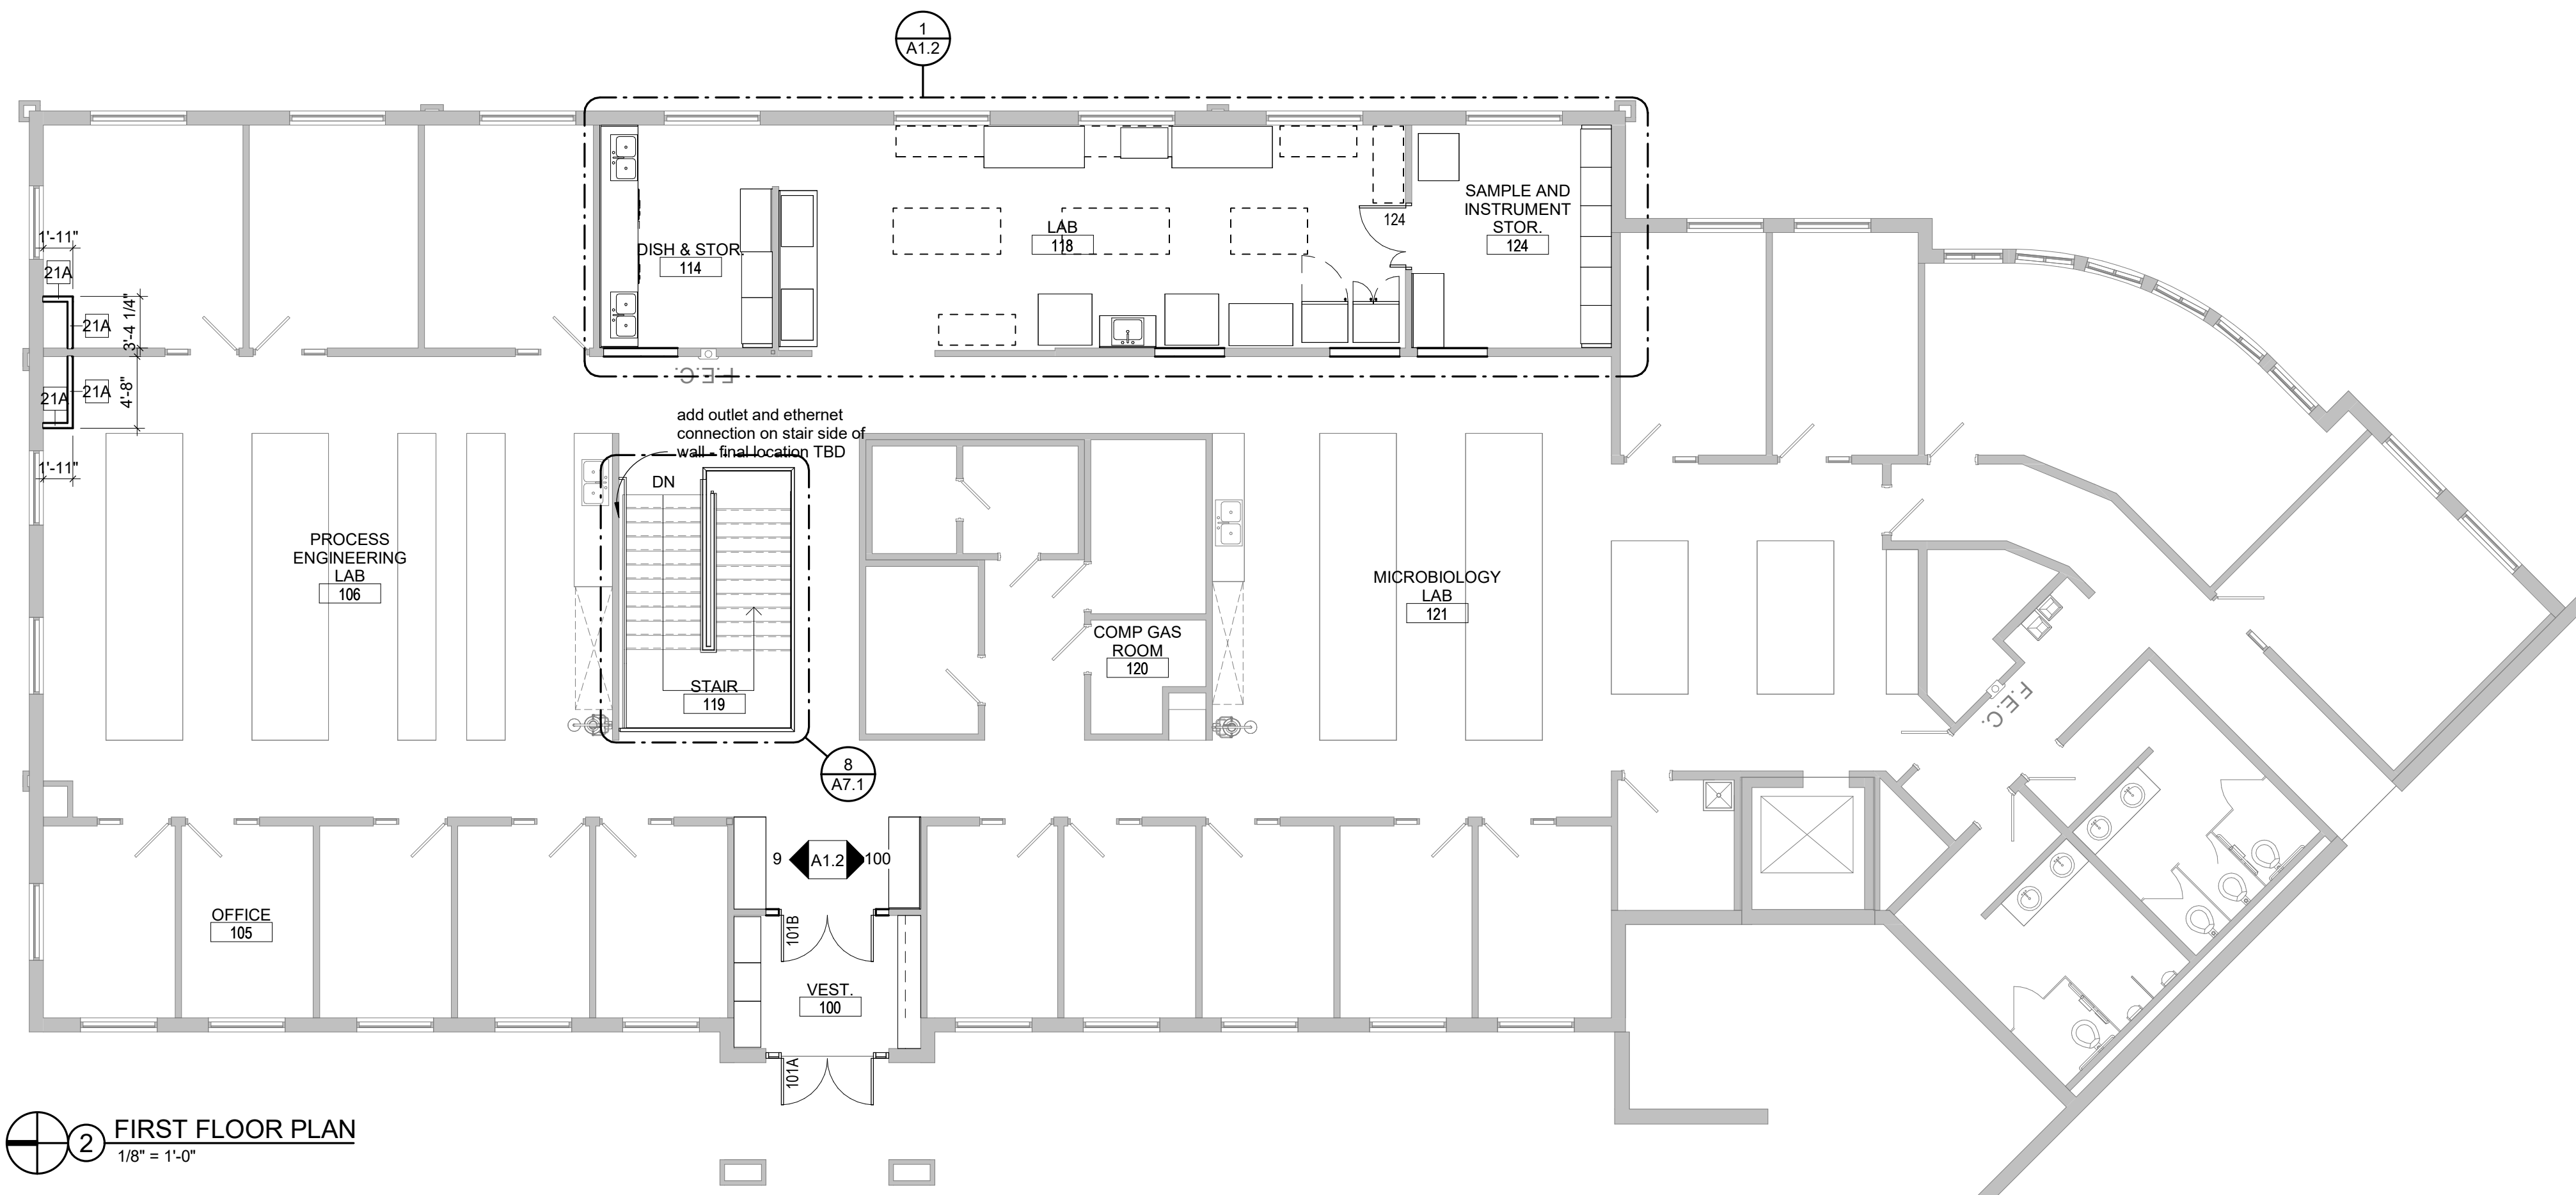 1
A1.2
1'-11"
21A
21A
3'-4 1/4"
21A
21A
4'-8"
1'-11"
DISH & STOR.
114
LAB
118
124
SAMPLE AND
INSTRUMENT
STOR.
124
F.E.C.
add outlet and ethernet
connection on stair side of
wall - final location TBD
DN
PROCESS
ENGINEERING
LAB
106
STAIR
119
COMP GAS
ROOM
120
MICROBIOLOGY
LAB
121
F.E.C.
8
A7.1
9
A1.2
100
101B
OFFICE
105
VEST.
100
101A
2
FIRST FLOOR PLAN
1/8" = 1'-0"